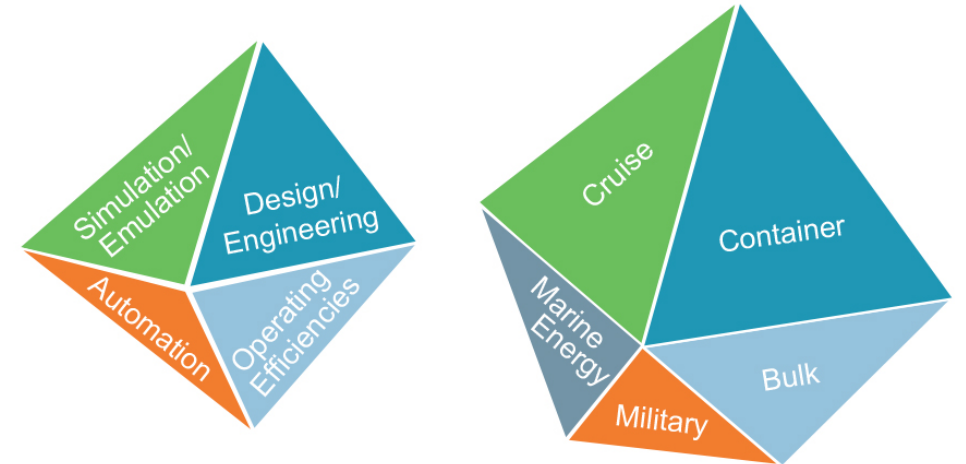 Simulation/
Emulation
Design/
Engineering
Automation
Operating
Efficiencies
Cruise
Container
Marine
Energy
Military
Bulk